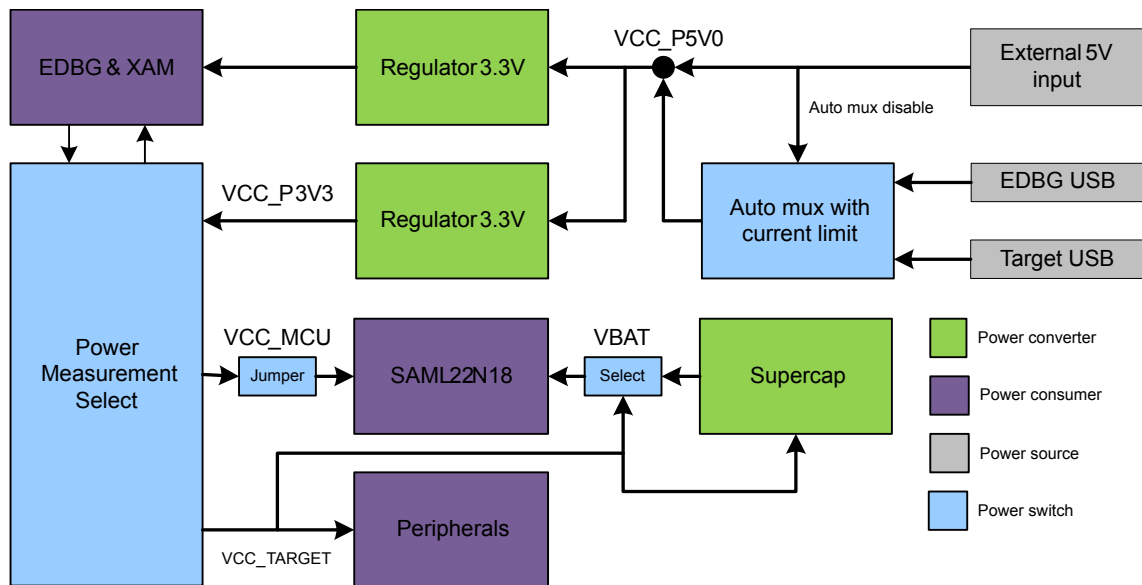 VCC_P5V0
EDBG & XAM
Regulator 3.3V
External 5V
input
Auto mux disable
VCC_P3V3
Regulator 3.3V
Auto mux with
current limit
EDBG USB
Target USB
Power
Measurement
Select
VCC_MCU
Jumper
SAML22N18
VBAT
Select
Supercap
Power converter
Power consumer
Power source
Power switch
Peripherals
VCC_TARGET